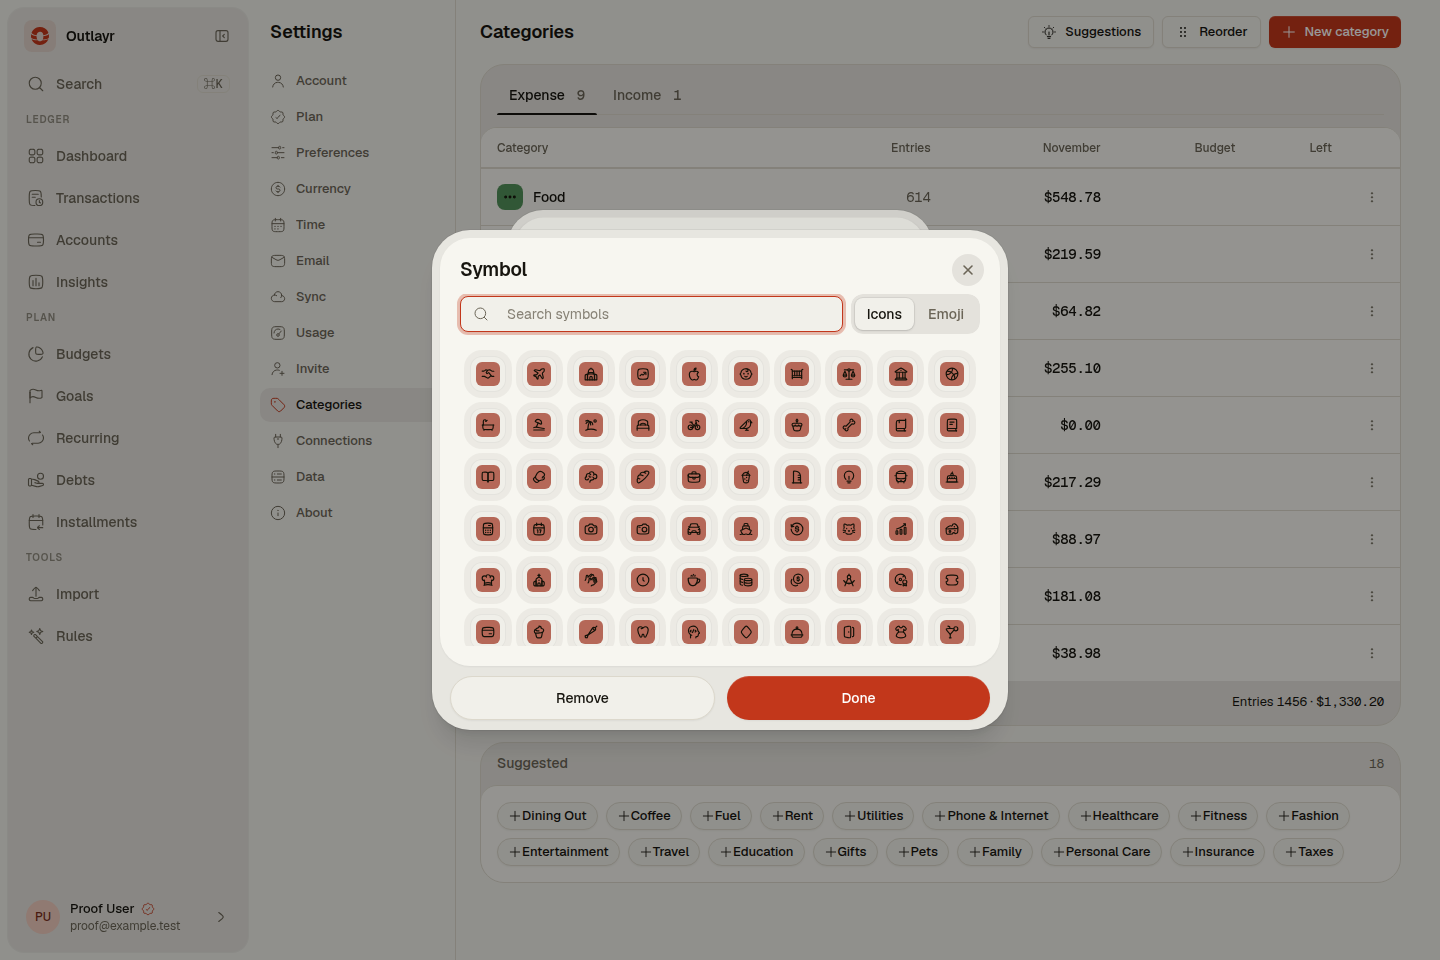 Outlayr
Search
⌘K
LEDGER
Dashboard
Transactions
Accounts
Insights
PLAN
Budgets
Goals
Recurring
Debts
Installments
TOOLS
Import
Rules
PU
Proof User
proof@example.test
Settings
Account
Plan
Preferences
Currency
Time
Email
Sync
Usage
Invite
Categories
Connections
Data
About
Categories
Suggestions
Reorder
New category
Expense 9
Income 1
Category Entries November Budget Left
Food 614 $548.78
$219.59
$64.82
$255.10
$0.00
$217.29
$88.97
$181.08
$38.98
Entries 1456 · $1,330.20
Symbol
Search symbols
Icons
Emoji
Remove
Done
Suggested 18
Dining Out
Coffee
Fuel
Rent
Utilities
Phone & Internet
Healthcare
Fitness
Fashion
Entertainment
Travel
Education
Gifts
Pets
Family
Personal Care
Insurance
Taxes